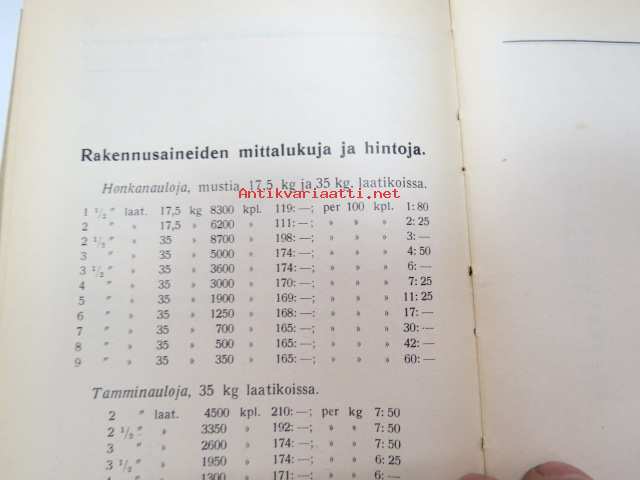 Rakennusaineiden mittalukuja ja hintoja.
Honkanauloja, mustia 17,5 kg ja 35 kg. laatikoissa.
Antikvariaatti.net
1 1/2 " laat. 17,5 kg 8300 kpl. 119: —; per 100 kpl. 1: 80
2 " » 17,5 » 6200 » 111: —; » » » 2: 25
2 1/2 " » 35 » 8700 » 198: —; » » » 3: —
3 " » 35 » 5000 » 174: —; » » » 4: 50
3 1/2 " » 35 » 3600 » 174: —; » » » 6: —
4 " » 35 » 3000 » 170: —; » » » 7: 25
5 " » 35 » 1900 » 169: —; » » » 11: 25
6 " » 35 » 1250 » 168: —; » » » 17: —
7 " » 35 » 700 » 165: —; » » » 30: —
8 " » 35 » 500 » 165: —; » » » 42: —
9 " » 35 » 350 » 165: —; » » » 60: —
Tamminauloja, 35 kg laatikoissa.
2 " laat. 4500 kpl. 210: —; per kg 7: 50
2 1/2 " » 3350 » 192: —; » » 7: 50
3 " » 2600 » 174: —; » » 7: 50
3 1/2 " » 1950 » 174: —; » » 6: 25
1300 » 171: —; » » 6: